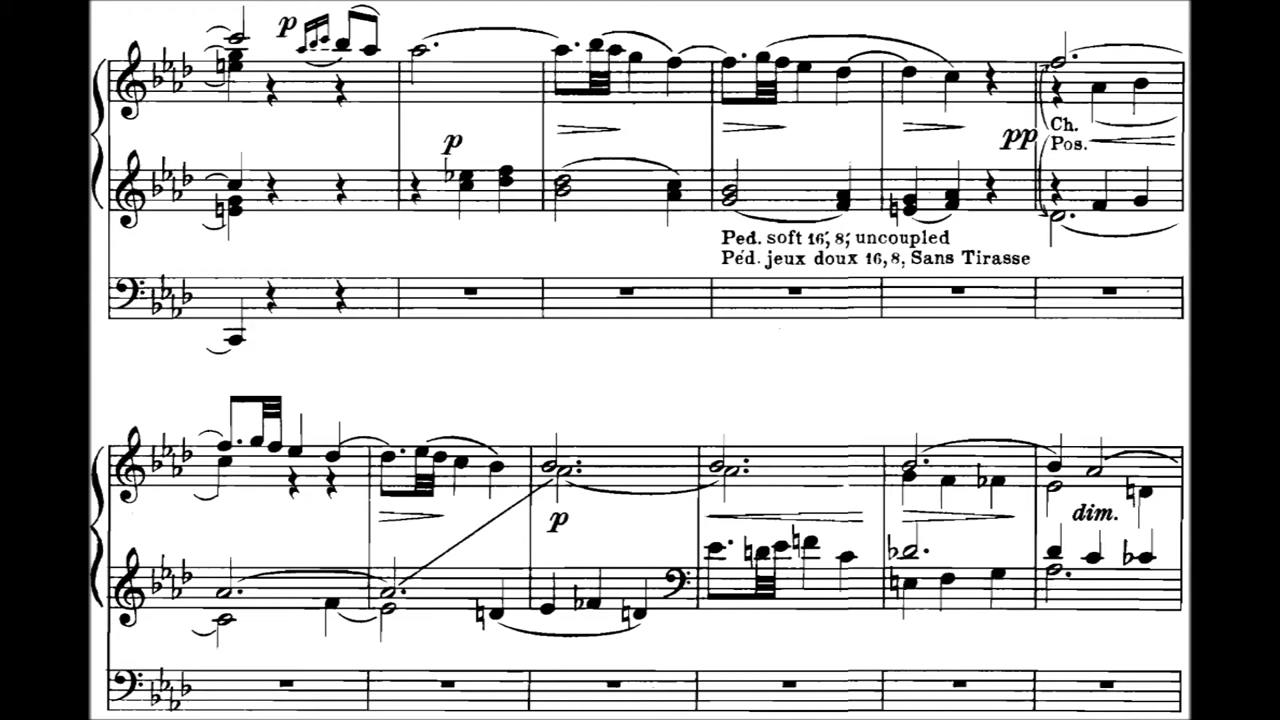 p
p
pp
Ch.
Pos.
Ped. soft 16', 8', uncoupled
Péd. jeux doux 16, 8, Sans Tirasse
p
dim.